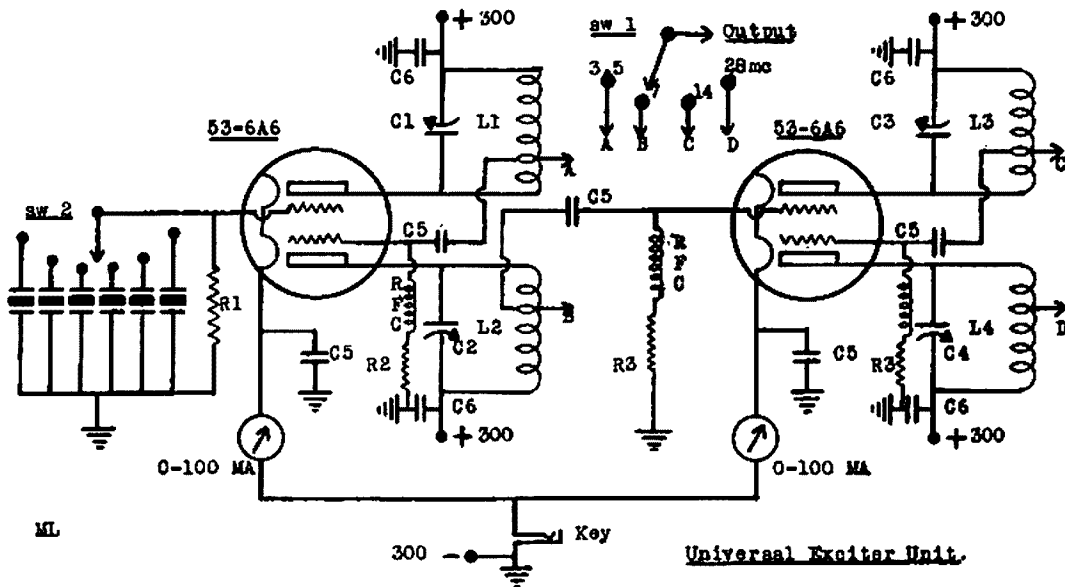 + 300
sw 1
Output
+ 300
C6
3.5
7
14
28mc
C6
C1
L1
53-6A6
A
B
C
D
53-6A6
C3
L3
A
C
sw 2
C5
C5
C5
R1
RFC
RFC
L2
B
L4
D
C2
C5
R2
R3
C5
R3
C4
C6
C6
+ 300
+ 300
0-100 MA
0-100 MA
ML
Key
300 -
Universal Exciter Unit.